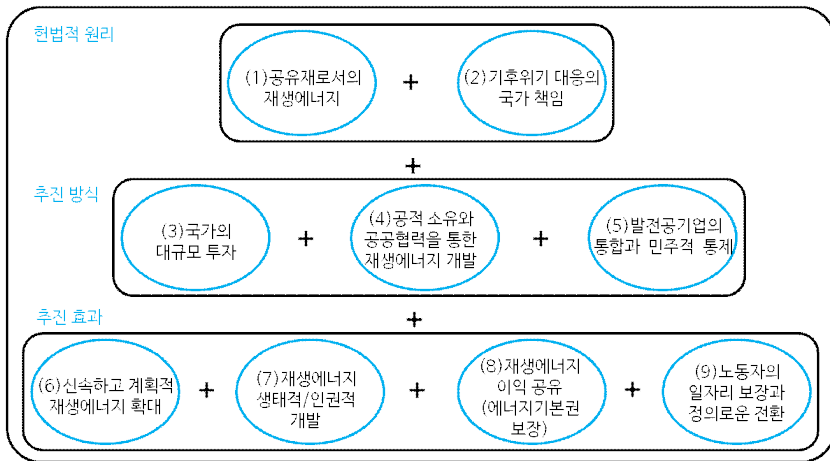 헌법적 원리
(1)공유재로서의
재생에너지
+
(2)기후위기 대응의
국가 책임
+
추진 방식
(3)국가의
대규모 투자
+
(4)공적 소유와
공공협력을 통한
재생에너지 개발
+
(5)발전공기업의
통합과 민주적 통제
+
추진 효과
(6)신속하고 계획적
재생에너지 확대
+
(7)재생에너지
생태적/인권적
개발
+
(8)재생에너지
이익 공유
(에너지기본권
보장)
+
(9)노동자의
일자리 보장과
정의로운 전환